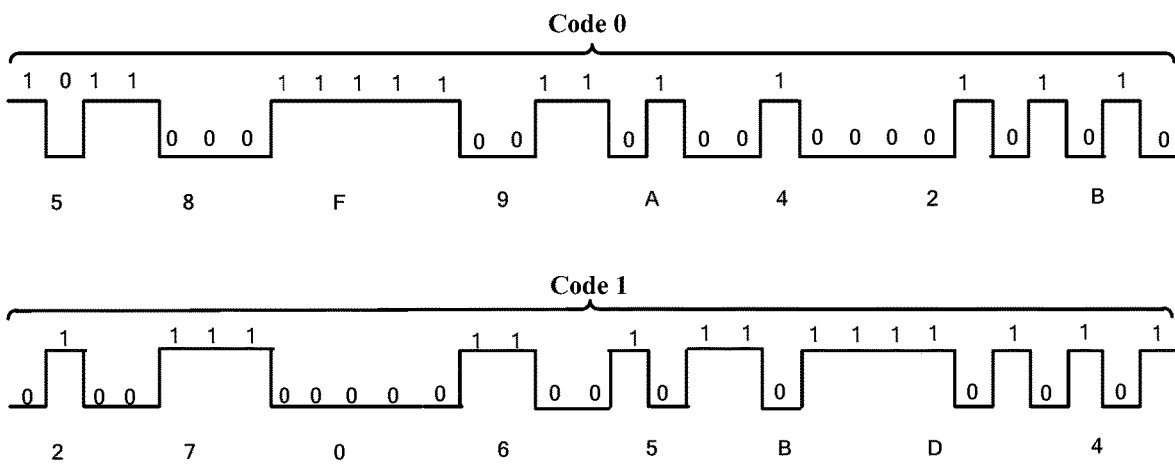 Code 0
1 0 1 1 1 1 1 1 1 1 1 1 1 1 1 1
0 0 0 0 0 0 0 0 0 0 0 0 0 0 0
5 8 F 9 A 4 2 B
Code 1
1 1 1 1 1 1 1 1 1 1 1 1 1 1 1 1
0 0 0 0 0 0 0 0 0 0 0 0 0 0 0
2 7 0 6 5 B D 4